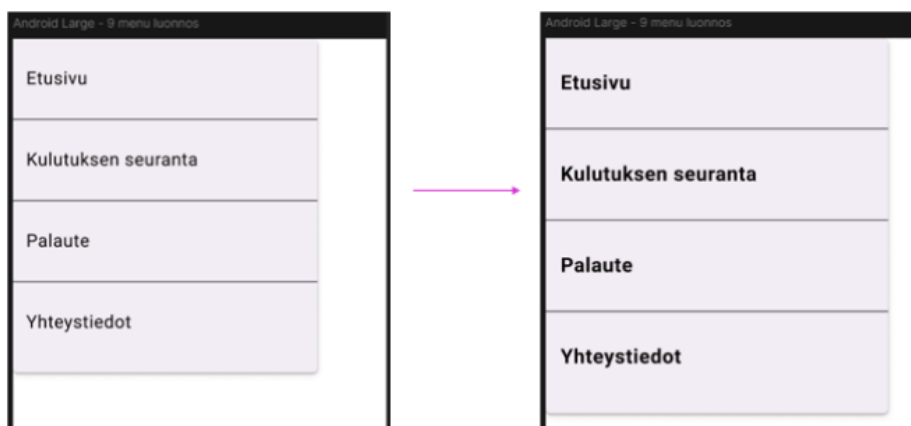 Android Large - 9 menu luonnos
Etusivu
Kulutuksen seuranta
Palaute
Yhteystiedot
Android Large - 9 menu luonnos
Etusivu
Kulutuksen seuranta
Palaute
Yhteystiedot